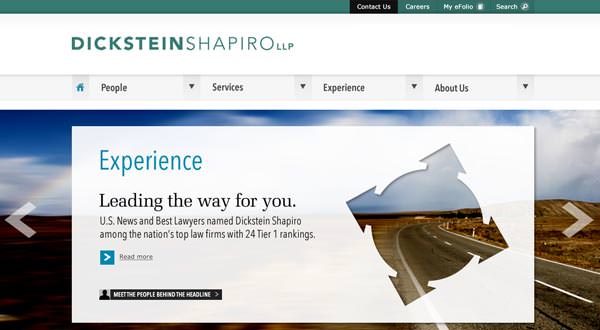 Contact Us Careers My eFolio Search
DICKSTEINSHAPIRO LLP
People Services Experience About Us
Experience
Leading the way for you.
U.S. News and Best Lawyers named Dickstein Shapiro
among the nation's top law firms with 24 Tier 1 rankings.
Read more
MEET THE PEOPLE BEHIND THE HEADLINE